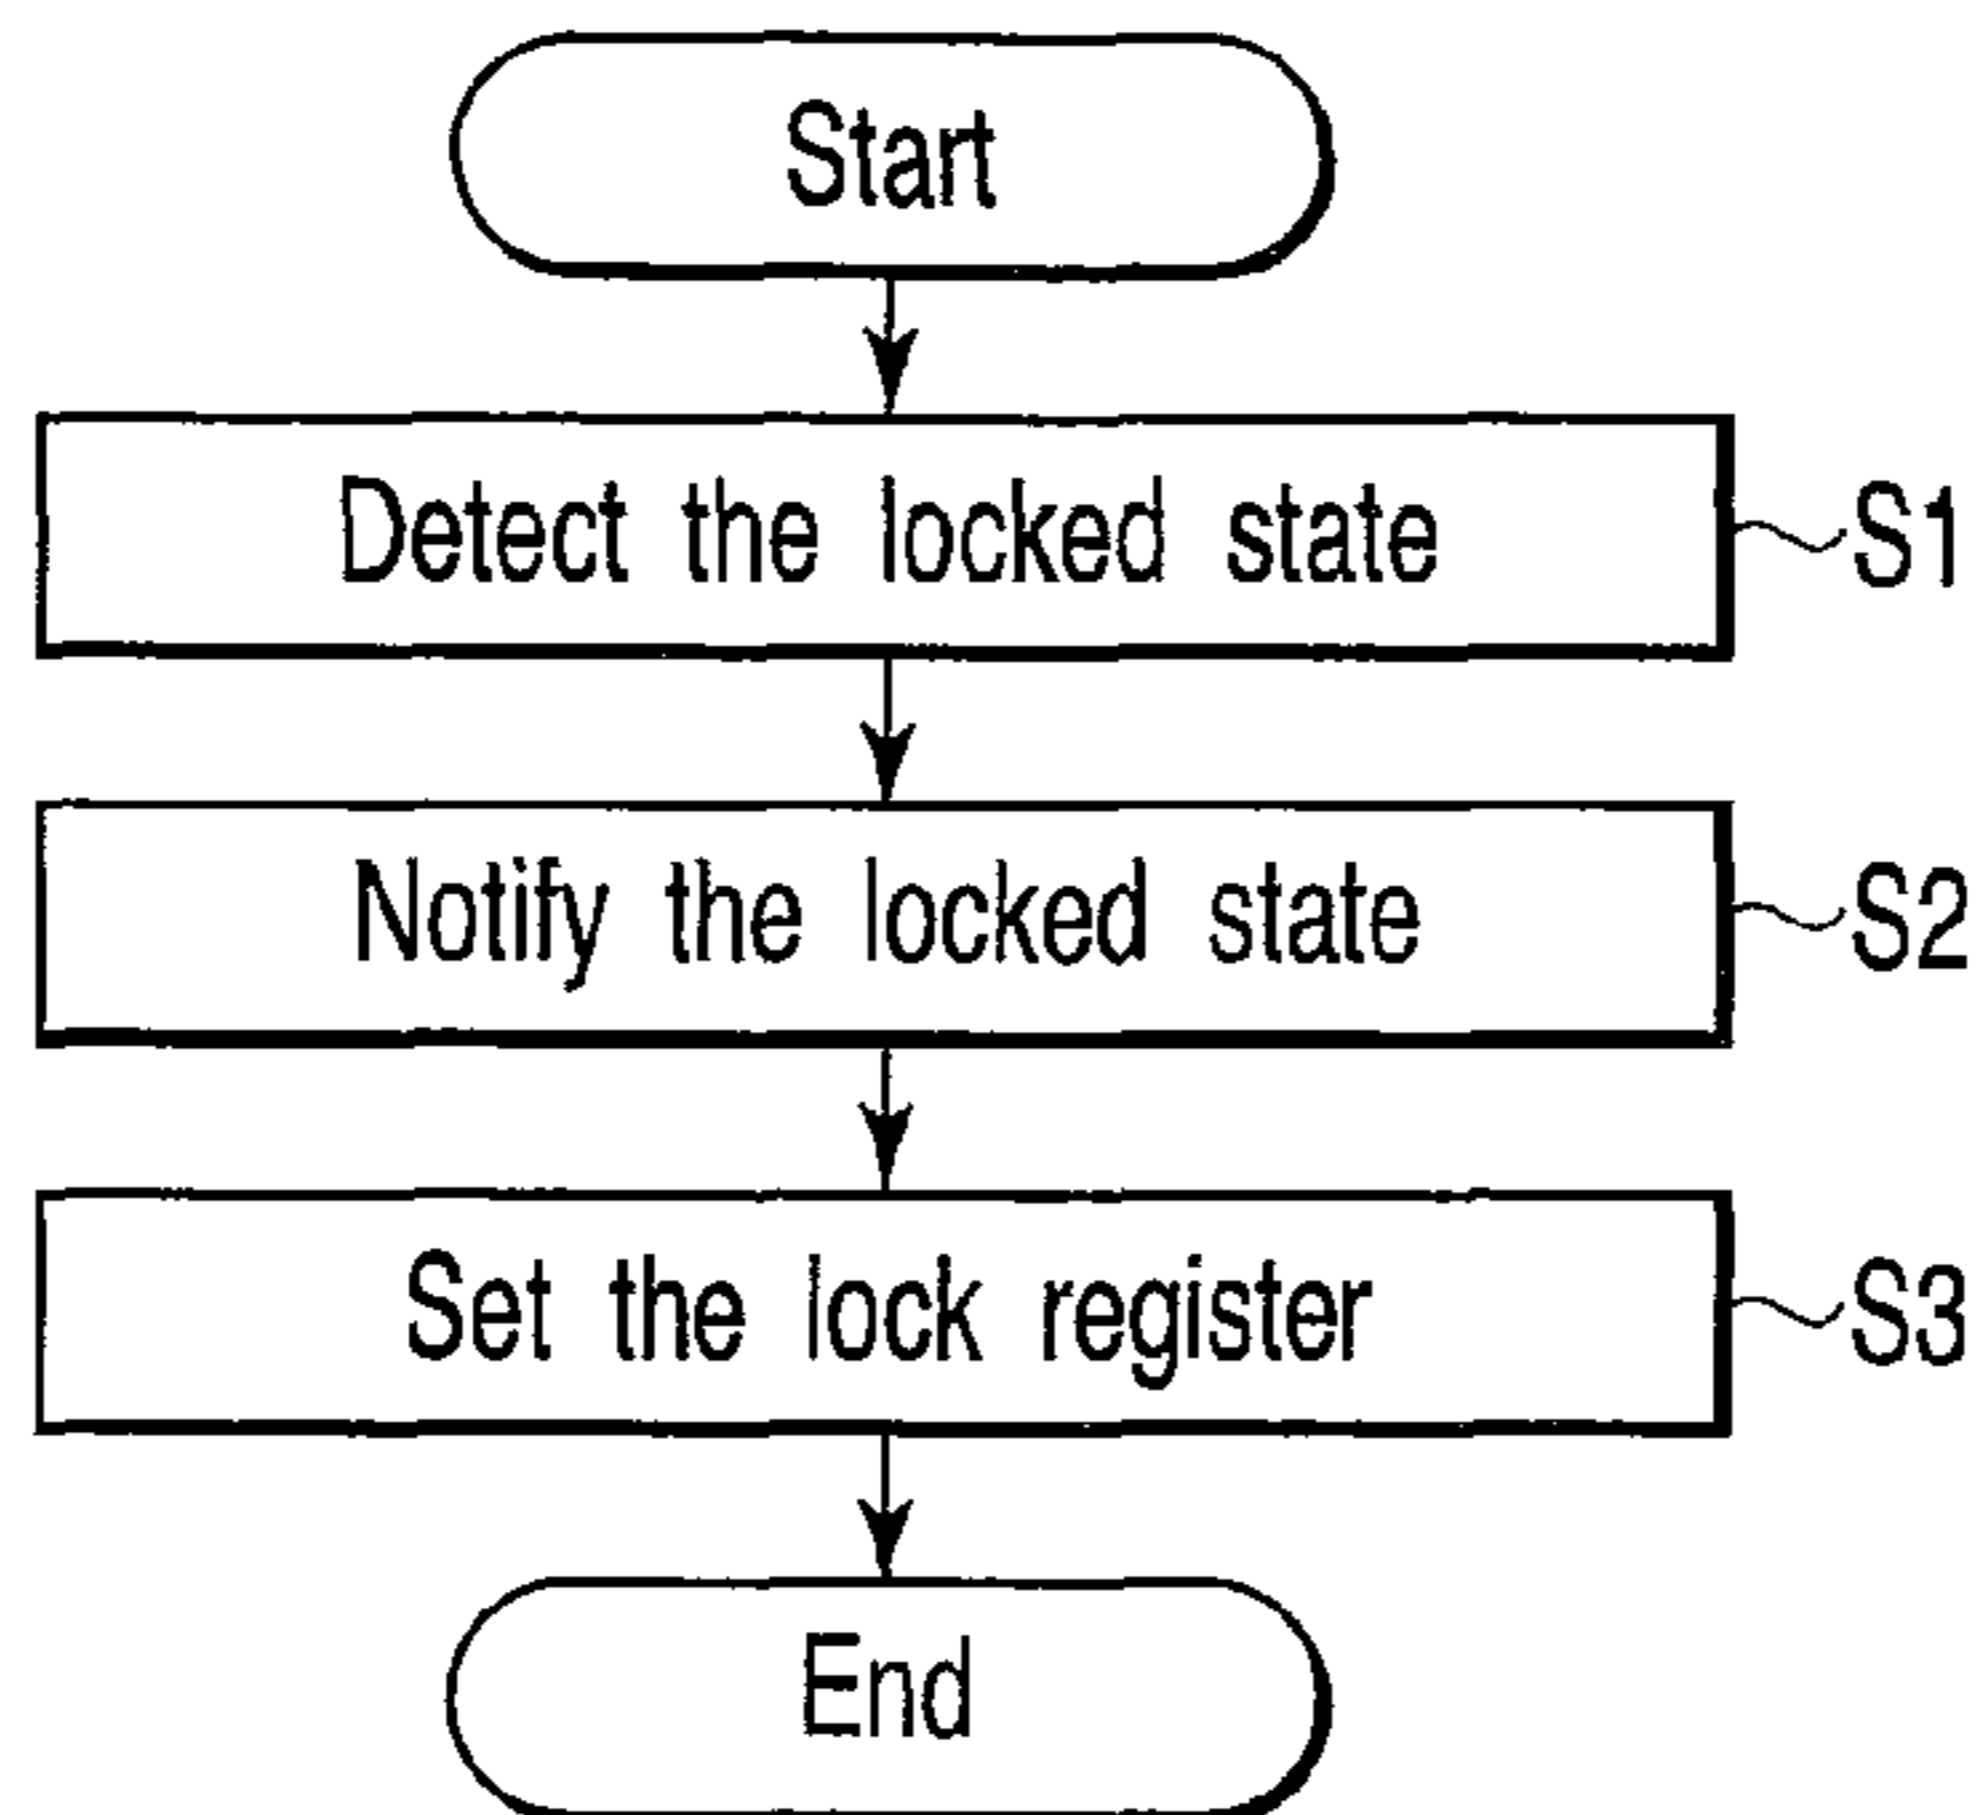 Start
Detect the locked state
S1
Notify the locked state
S2
Set the lock register
S3
End